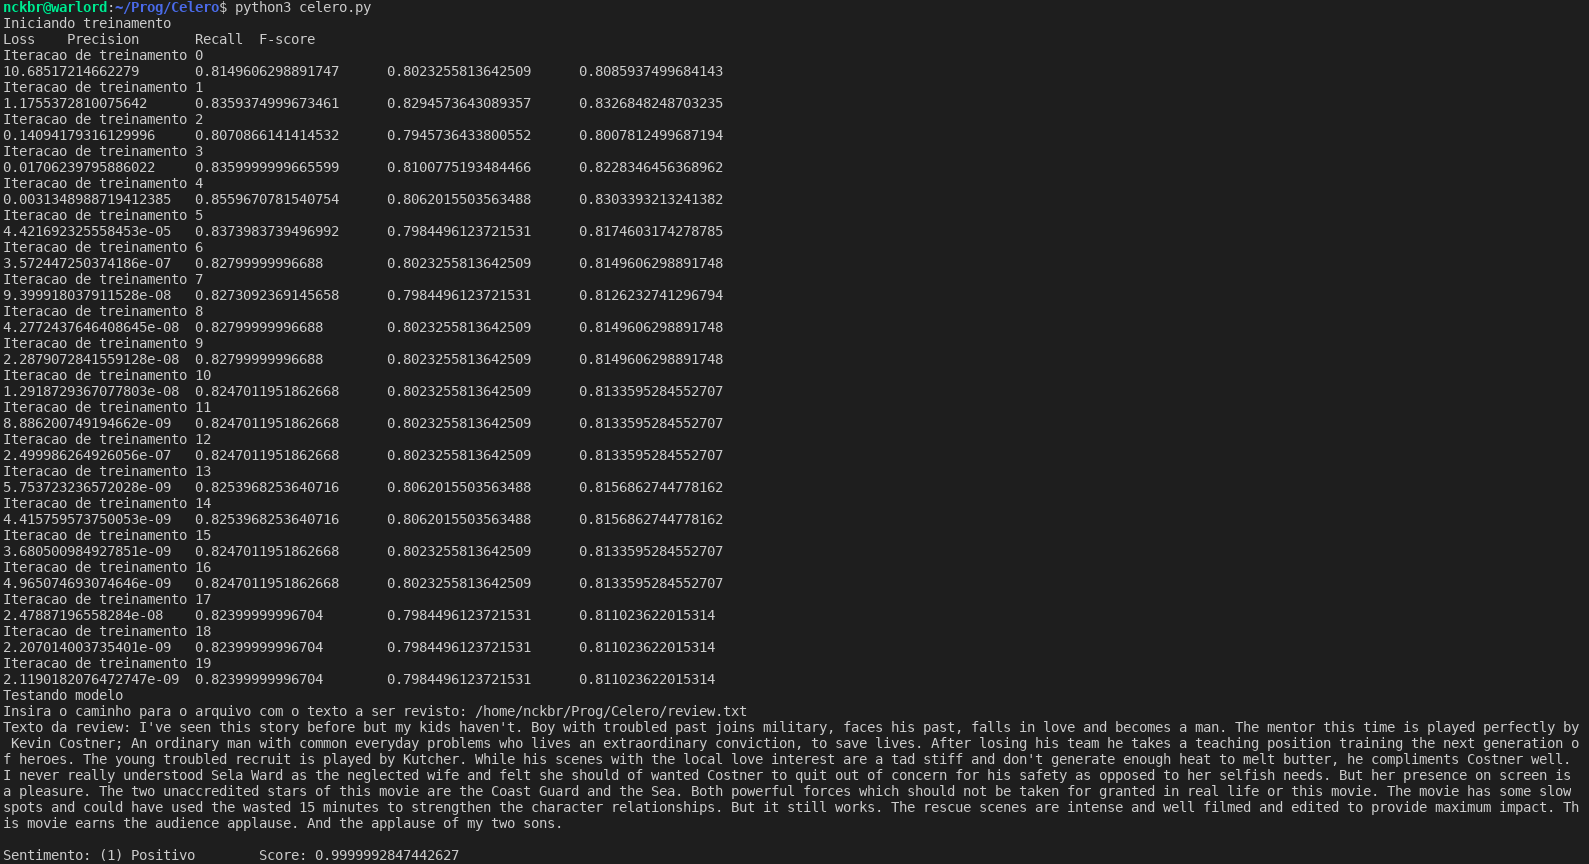 nckbr@warlord:~/Prog/Celero$ python3 celero.py
Iniciando treinamento
Loss    Precision       Recall  F-score
Iteracao de treinamento 0
10.68517214662279       0.8149606298891747      0.8023255813642509      0.8085937499684143
Iteracao de treinamento 1
1.1755372810075642      0.8359374999673461      0.8294573643089357      0.8326848248703235
Iteracao de treinamento 2
0.14094179316129996     0.8070866141414532      0.7945736433800552      0.8007812499687194
Iteracao de treinamento 3
0.01706239795886022     0.8359999999665599      0.8100775193484466      0.8228346456368962
Iteracao de treinamento 4
0.0031348988719412385   0.8559670781540754      0.8062015503563488      0.8303393213241382
Iteracao de treinamento 5
4.421692325558453e-05   0.8373983739496992      0.7984496123721531      0.8174603174278785
Iteracao de treinamento 6
3.572447250374186e-07   0.82799999996688        0.8023255813642509      0.8149606298891748
Iteracao de treinamento 7
9.399918037911528e-08   0.8273092369145658      0.7984496123721531      0.8126232741296794
Iteracao de treinamento 8
4.2772437646408645e-08  0.82799999996688        0.8023255813642509      0.8149606298891748
Iteracao de treinamento 9
2.2879072841559128e-08  0.82799999996688        0.8023255813642509      0.8149606298891748
Iteracao de treinamento 10
1.2918729367077803e-08  0.8247011951862668      0.8023255813642509      0.8133595284552707
Iteracao de treinamento 11
8.886200749194662e-09   0.8247011951862668      0.8023255813642509      0.8133595284552707
Iteracao de treinamento 12
2.499986264926056e-07   0.8247011951862668      0.8023255813642509      0.8133595284552707
Iteracao de treinamento 13
5.753723236572028e-09   0.8253968253640716      0.8062015503563488      0.8156862744778162
Iteracao de treinamento 14
4.415759573750053e-09   0.8253968253640716      0.8062015503563488      0.8156862744778162
Iteracao de treinamento 15
3.680500984927851e-09   0.8247011951862668      0.8023255813642509      0.8133595284552707
Iteracao de treinamento 16
4.965074693074646e-09   0.8247011951862668      0.8023255813642509      0.8133595284552707
Iteracao de treinamento 17
2.47887196558284e-08    0.82399999996704        0.7984496123721531      0.811023622015314
Iteracao de treinamento 18
2.207014003735401e-09   0.82399999996704        0.7984496123721531      0.811023622015314
Iteracao de treinamento 19
2.1190182076472747e-09  0.82399999996704        0.7984496123721531      0.811023622015314
Testando modelo
Insira o caminho para o arquivo com o texto a ser revisto: /home/nckbr/Prog/Celero/review.txt
Texto da review: I've seen this story before but my kids haven't. Boy with troubled past joins military, faces his past, falls in love and becomes a man. The mentor this time is played perfectly by
 Kevin Costner; An ordinary man with common everyday problems who lives an extraordinary conviction, to save lives. After losing his team he takes a teaching position training the next generation o
f heroes. The young troubled recruit is played by Kutcher. While his scenes with the local love interest are a tad stiff and don't generate enough heat to melt butter, he compliments Costner well.
I never really understood Sela Ward as the neglected wife and felt she should of wanted Costner to quit out of concern for his safety as opposed to her selfish needs. But her presence on screen is
a pleasure. The two unaccredited stars of this movie are the Coast Guard and the Sea. Both powerful forces which should not be taken for granted in real life or this movie. The movie has some slow
spots and could have used the wasted 15 minutes to strengthen the character relationships. But it still works. The rescue scenes are intense and well filmed and edited to provide maximum impact. Th
is movie earns the audience applause. And the applause of my two sons.
Sentimento: (1) Positivo        Score: 0.9999992847442627